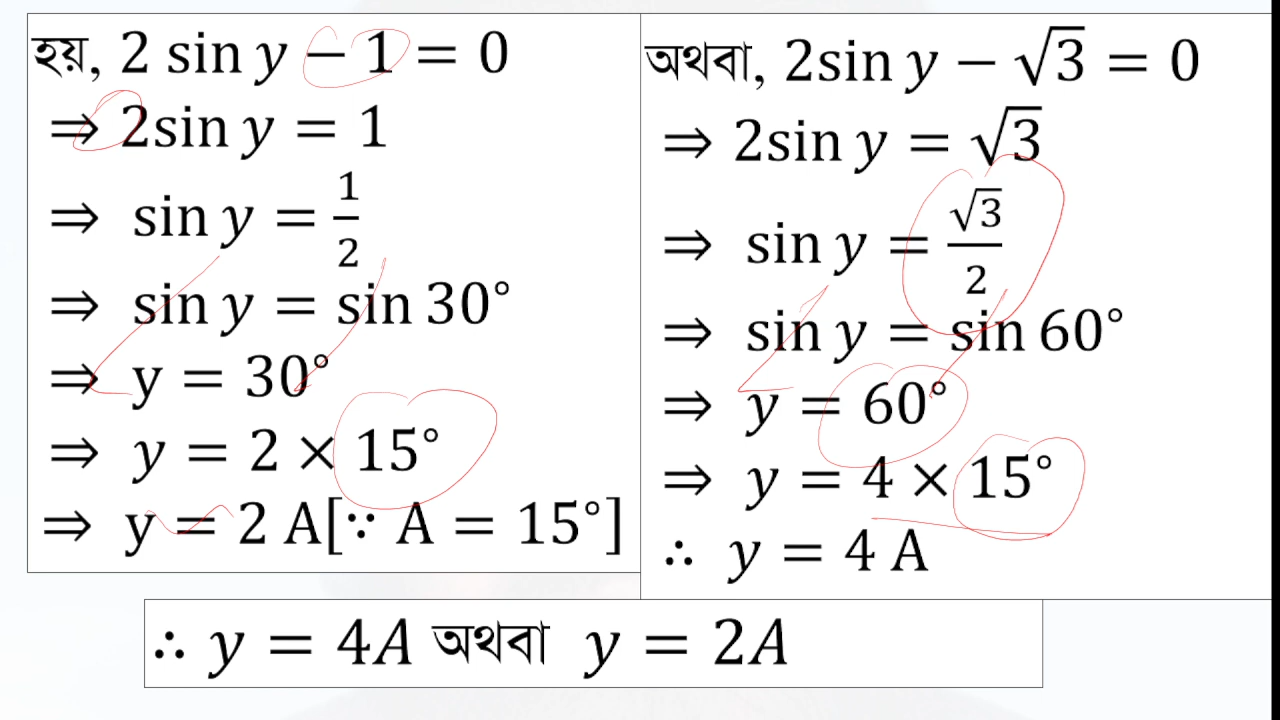 হয়, 2 sin y − 1 = 0
⇒ 2sin y = 1
⇒ sin y = 1/2
⇒ sin y = sin 30°
⇒ y = 30°
⇒ y = 2 × 15°
⇒ y = 2 A[∵ A = 15°]
অথবা, 2sin y − √3 = 0
⇒ 2sin y = √3
⇒ sin y = √3/2
⇒ sin y = sin 60°
⇒ y = 60°
⇒ y = 4 × 15°
∴ y = 4 A
∴ y = 4A অথবা y = 2A